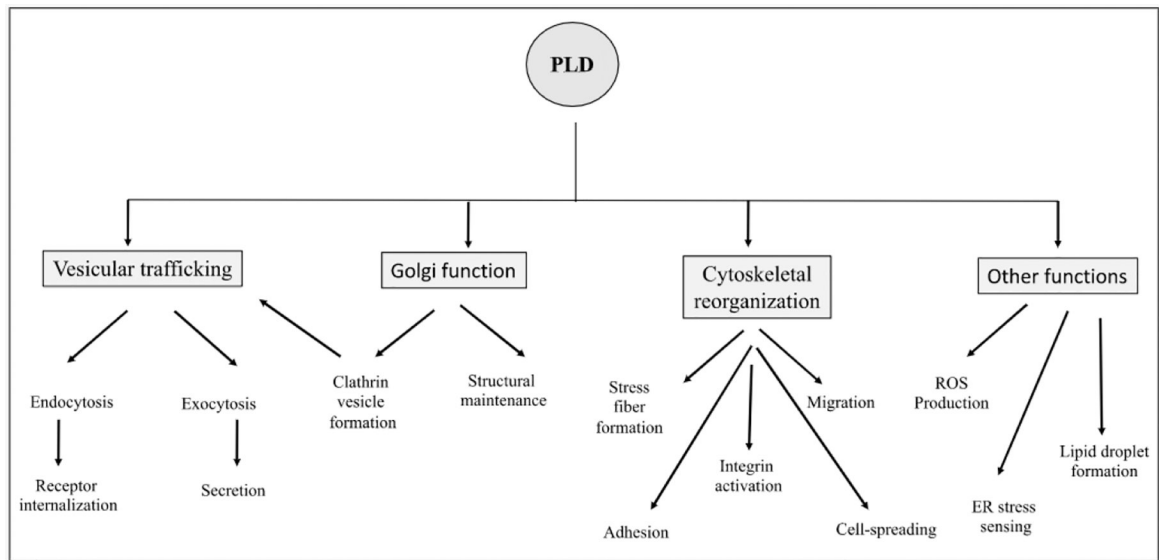 PLD
Vesicular trafficking
Golgi function
Cytoskeletal
reorganization
Other functions
Endocytosis
Exocytosis
Clathrin
vesicle
formation
Structural
maintenance
Stress
fiber
formation
Migration
ROS
Production
Receptor
internalization
Secretion
Integrin
activation
Lipid droplet
formation
Adhesion
Cell-spreading
ER stress
sensing